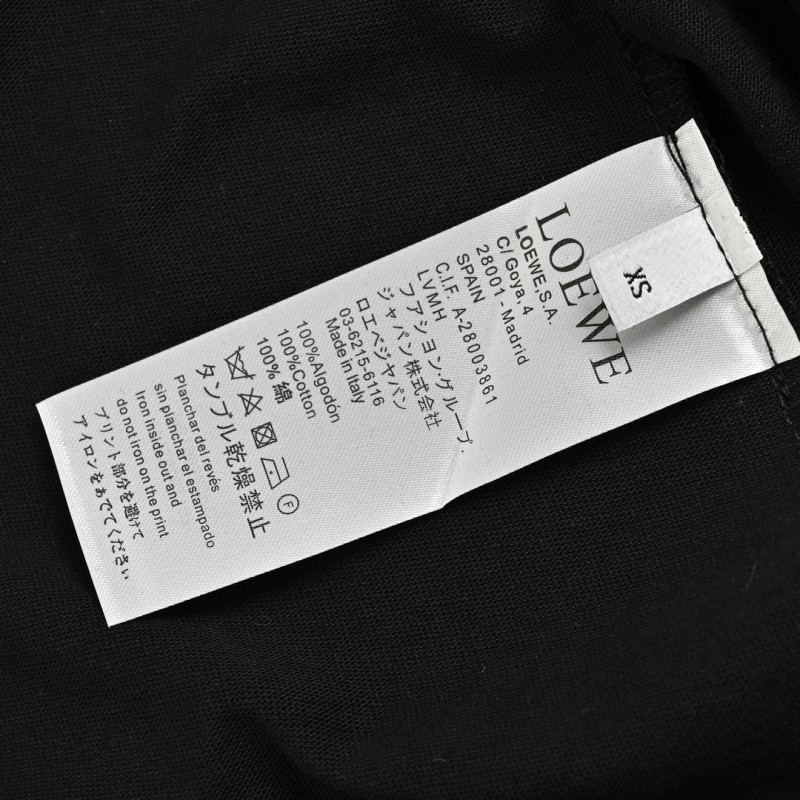 LOEWE
XS
LOEWE,S.A.
C/ Goya, 4
28001 - Madrid
SPAIN
C.I.F. A-28003861
LVMH
ファション・グループ・
ジャパン株式会社
ロエベジャパン
03-6215-6116
Made in Italy
100%Algodón
100%Cotton
100% 綿
F
タンブル乾燥禁止
Planchar del revés
sin planchar el estampado
Iron inside out and
do not iron on the print
プリント部分を避けて
アイロンをあでてください